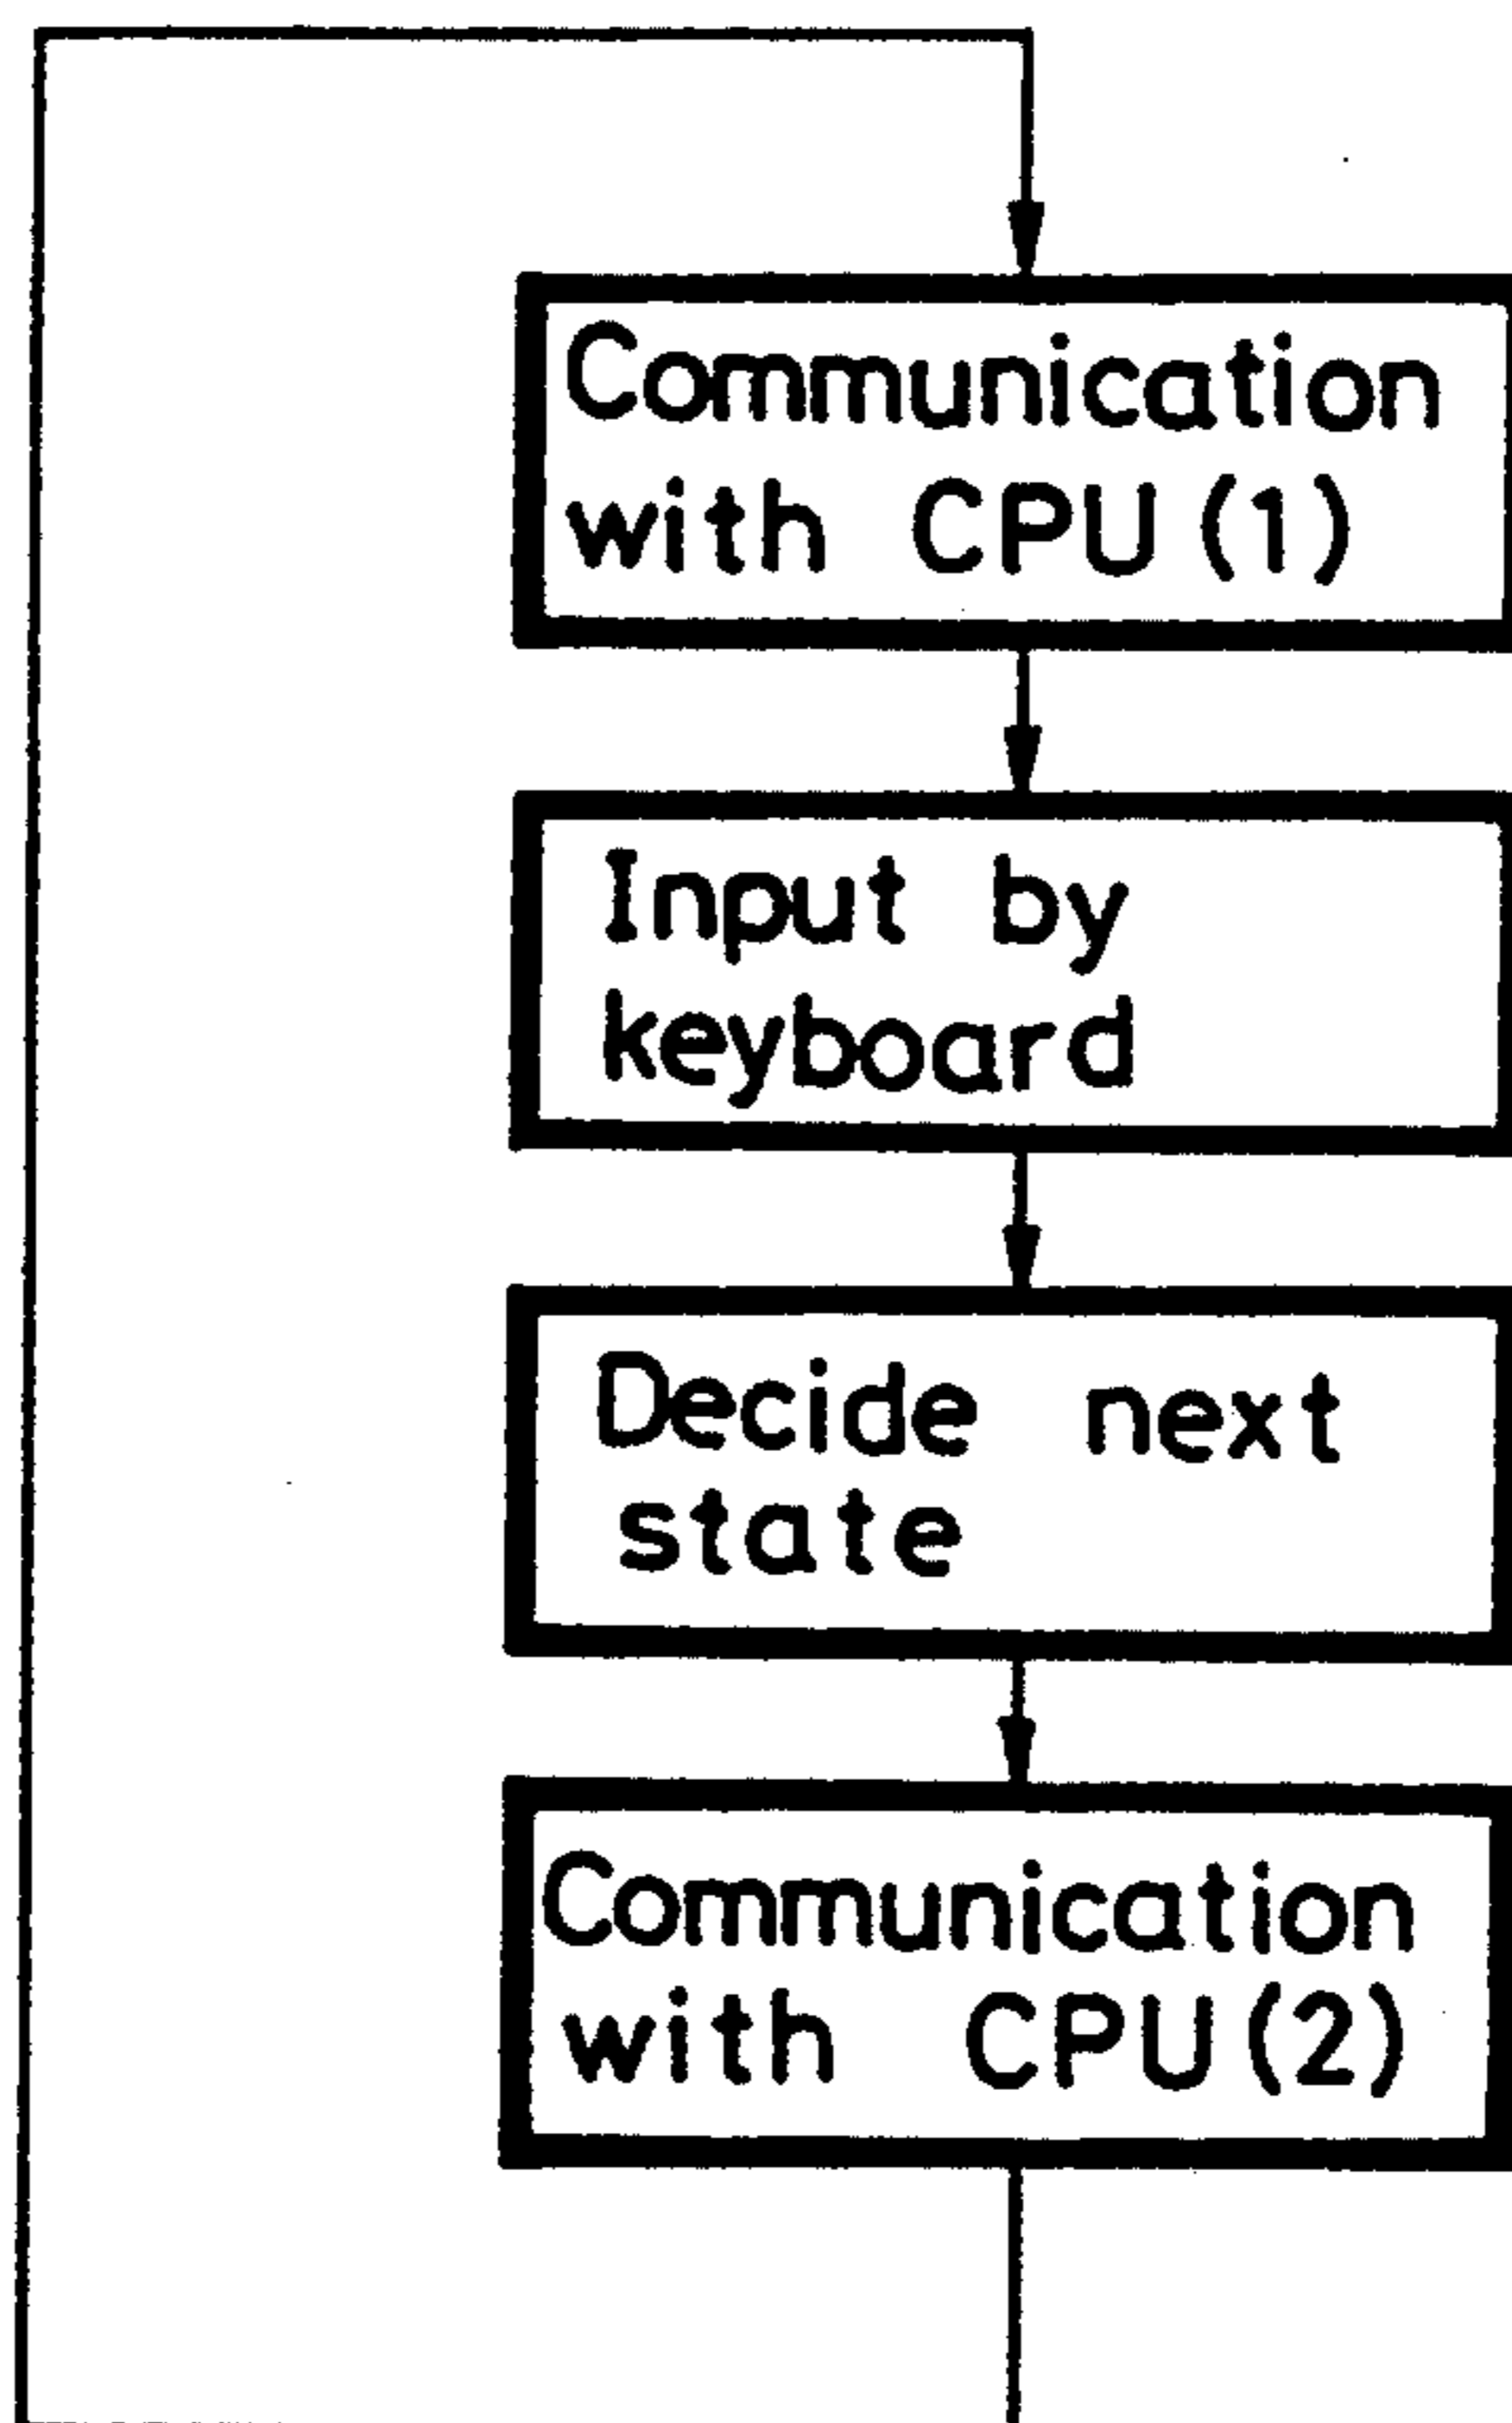 Communication
with CPU(1)
Input by
keyboard
Decide next
state
Communication
with CPU(2)